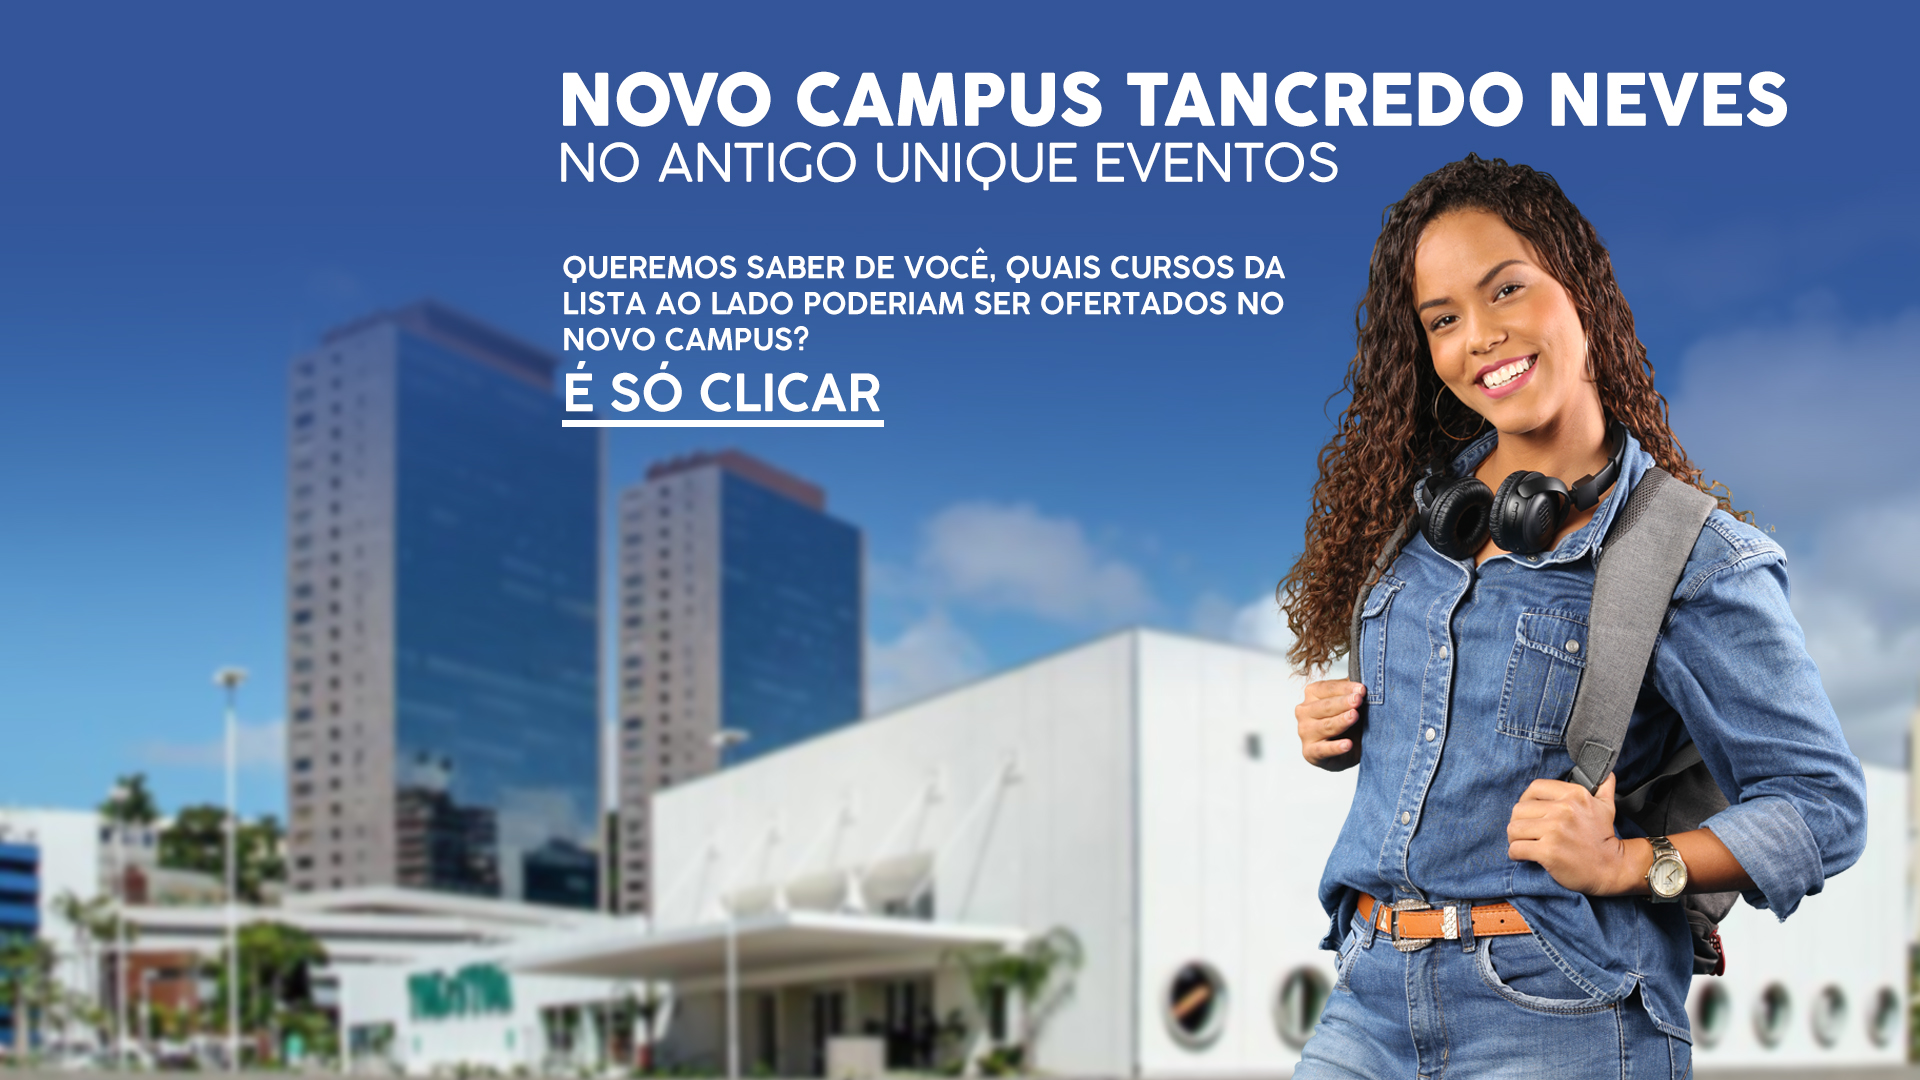 NOVO CAMPUS TANCREDO NEVES
NO ANTIGO UNIQUE EVENTOS
QUEREMOS SABER DE VOCÊ, QUAIS CURSOS DA
LISTA AO LADO PODERIAM SER OFERTADOS NO
NOVO CAMPUS?
É SÓ CLICAR